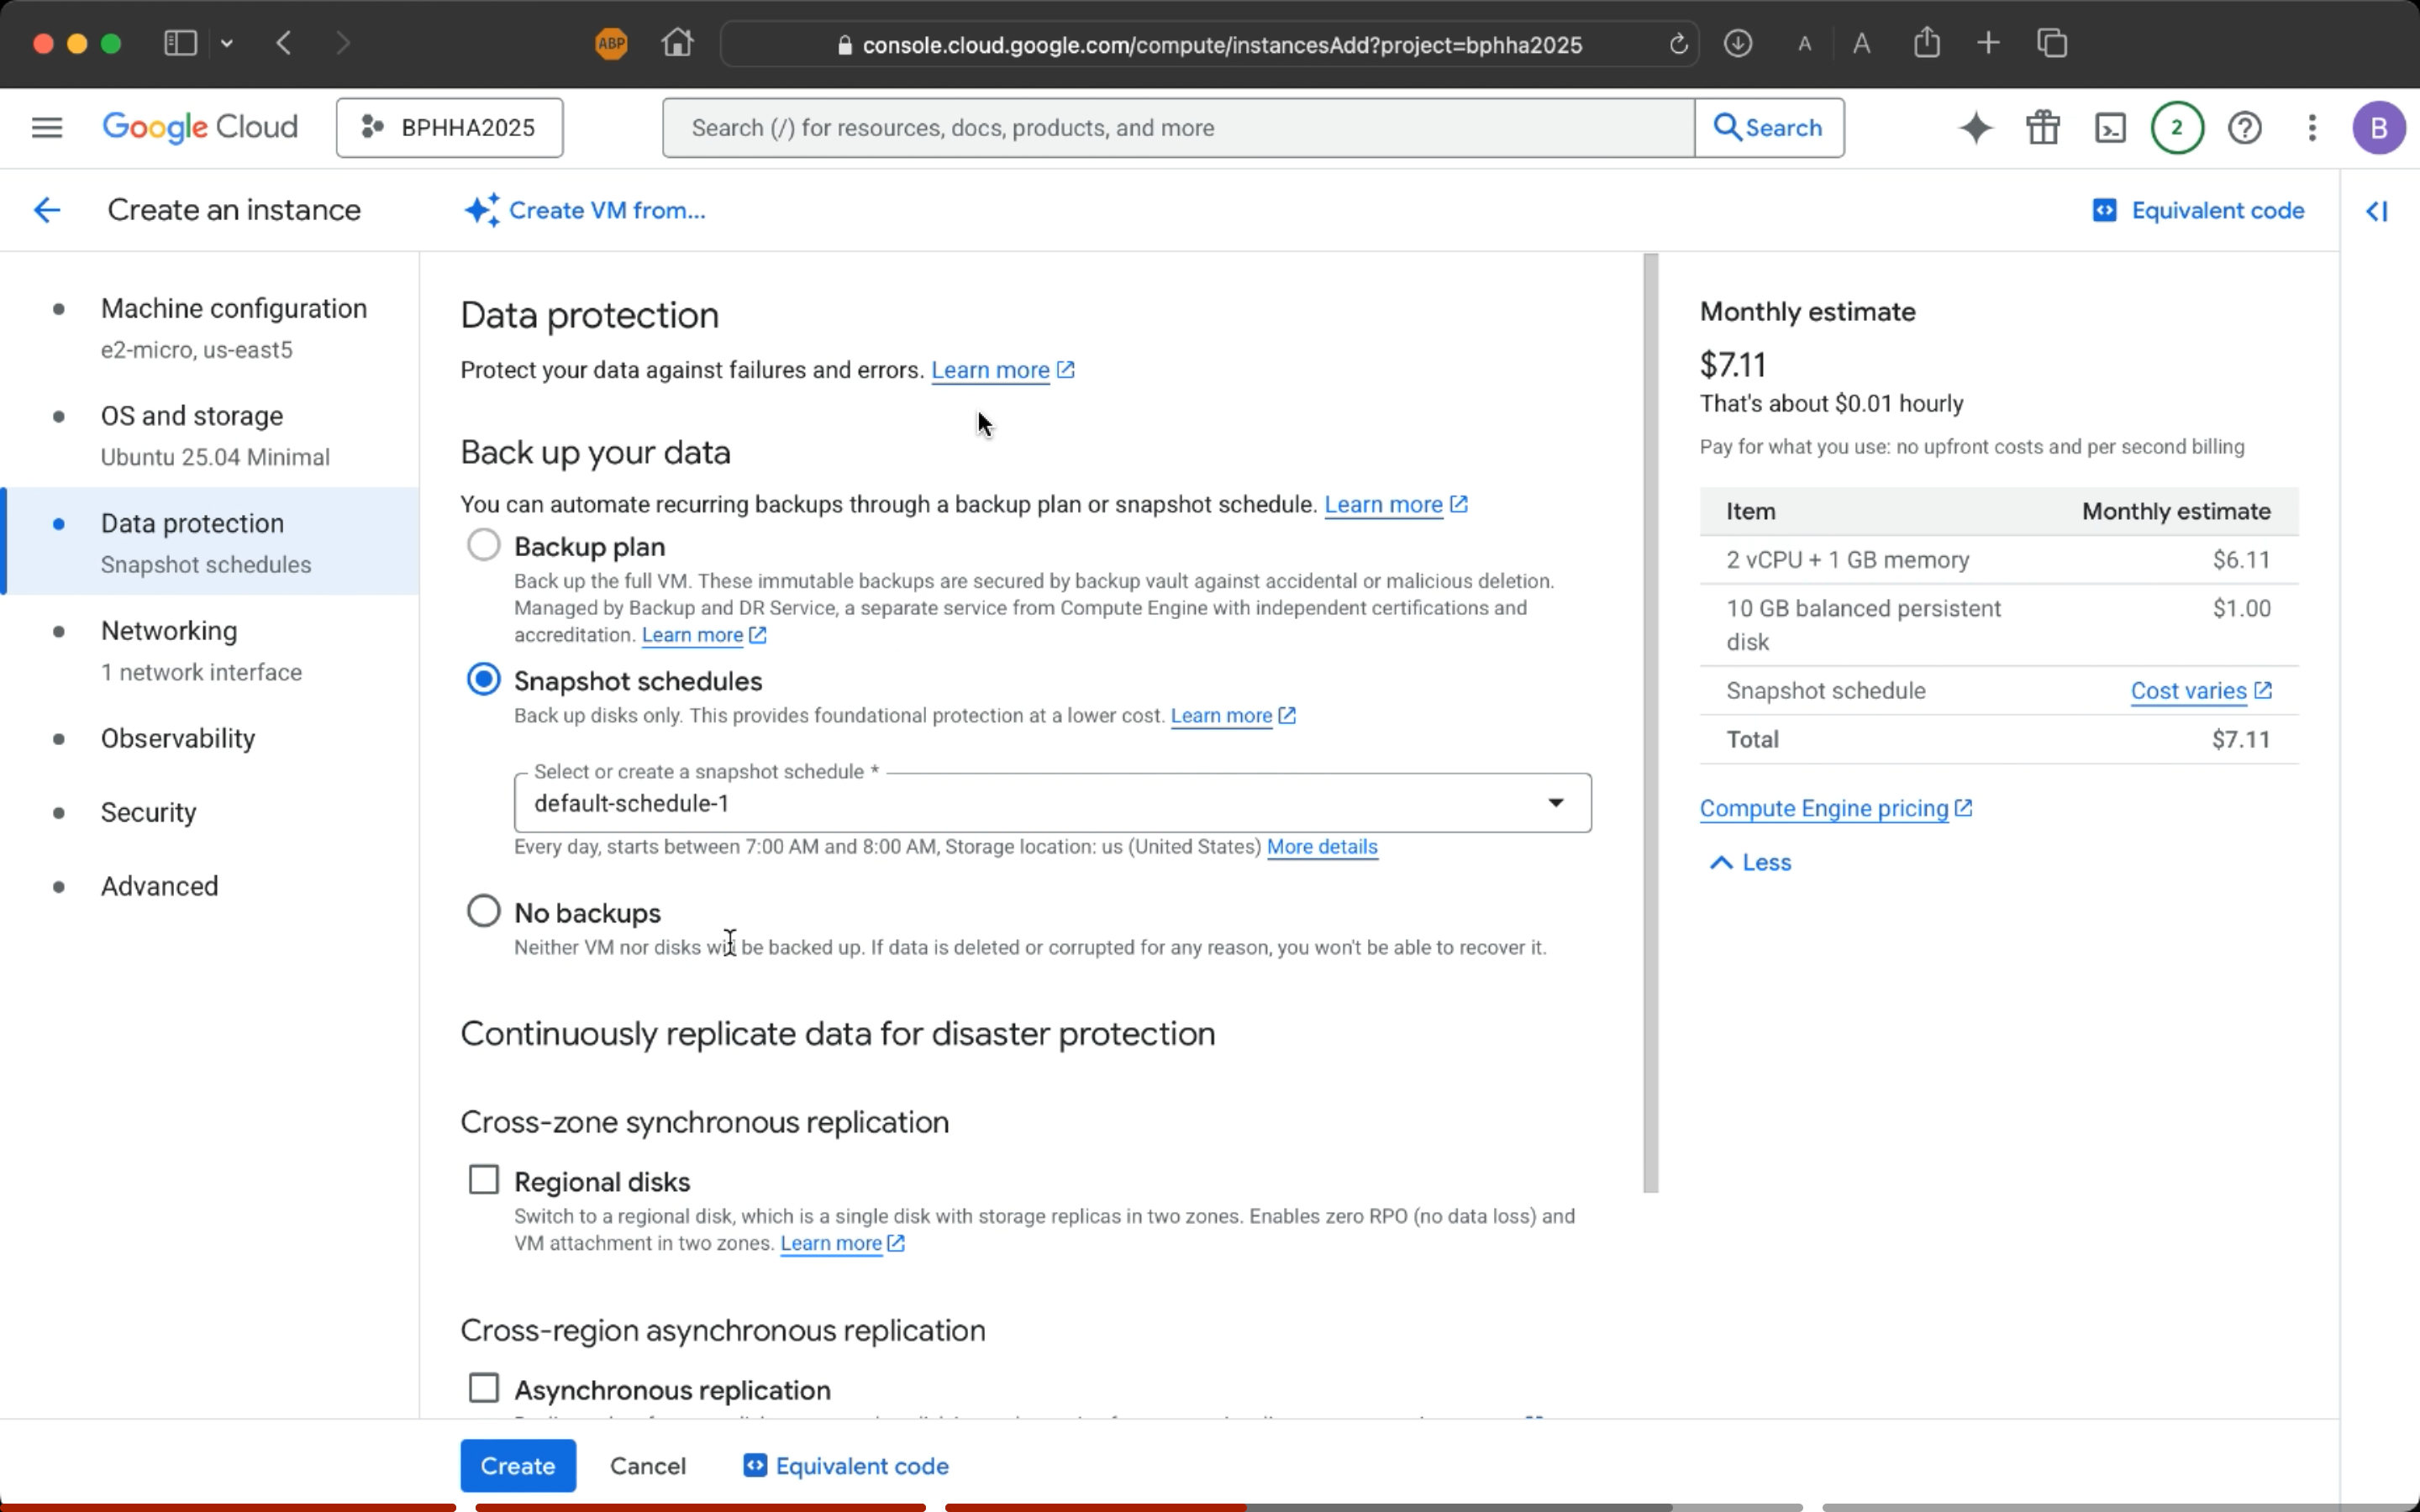 ABP
console.cloud.google.com/compute/instancesAdd?project=bphha2025
A
A
Google Cloud
BPHHA2025
Search (/) for resources, docs, products, and more
Search
2
B
Create an instance
Create VM from...
Equivalent code
Machine configuration
e2-micro, us-east5
OS and storage
Ubuntu 25.04 Minimal
Data protection
Snapshot schedules
Networking
1 network interface
Observability
Security
Advanced
Data protection
Protect your data against failures and errors. Learn more
Back up your data
You can automate recurring backups through a backup plan or snapshot schedule. Learn more
Backup plan
Back up the full VM. These immutable backups are secured by backup vault against accidental or malicious deletion.
Managed by Backup and DR Service, a separate service from Compute Engine with independent certifications and
accreditation. Learn more
Snapshot schedules
Back up disks only. This provides foundational protection at a lower cost. Learn more
Select or create a snapshot schedule *
default-schedule-1
Every day, starts between 7:00 AM and 8:00 AM, Storage location: us (United States) More details
No backups
Neither VM nor disks will be backed up. If data is deleted or corrupted for any reason, you won't be able to recover it.
Continuously replicate data for disaster protection
Cross-zone synchronous replication
Regional disks
Switch to a regional disk, which is a single disk with storage replicas in two zones. Enables zero RPO (no data loss) and
VM attachment in two zones. Learn more
Cross-region asynchronous replication
Asynchronous replication
Monthly estimate
$7.11
That's about $0.01 hourly
Pay for what you use: no upfront costs and per second billing
Item Monthly estimate
2 vCPU + 1 GB memory $6.11
10 GB balanced persistent $1.00
disk
Snapshot schedule Cost varies
Total $7.11
Compute Engine pricing
Less
Create
Cancel
Equivalent code